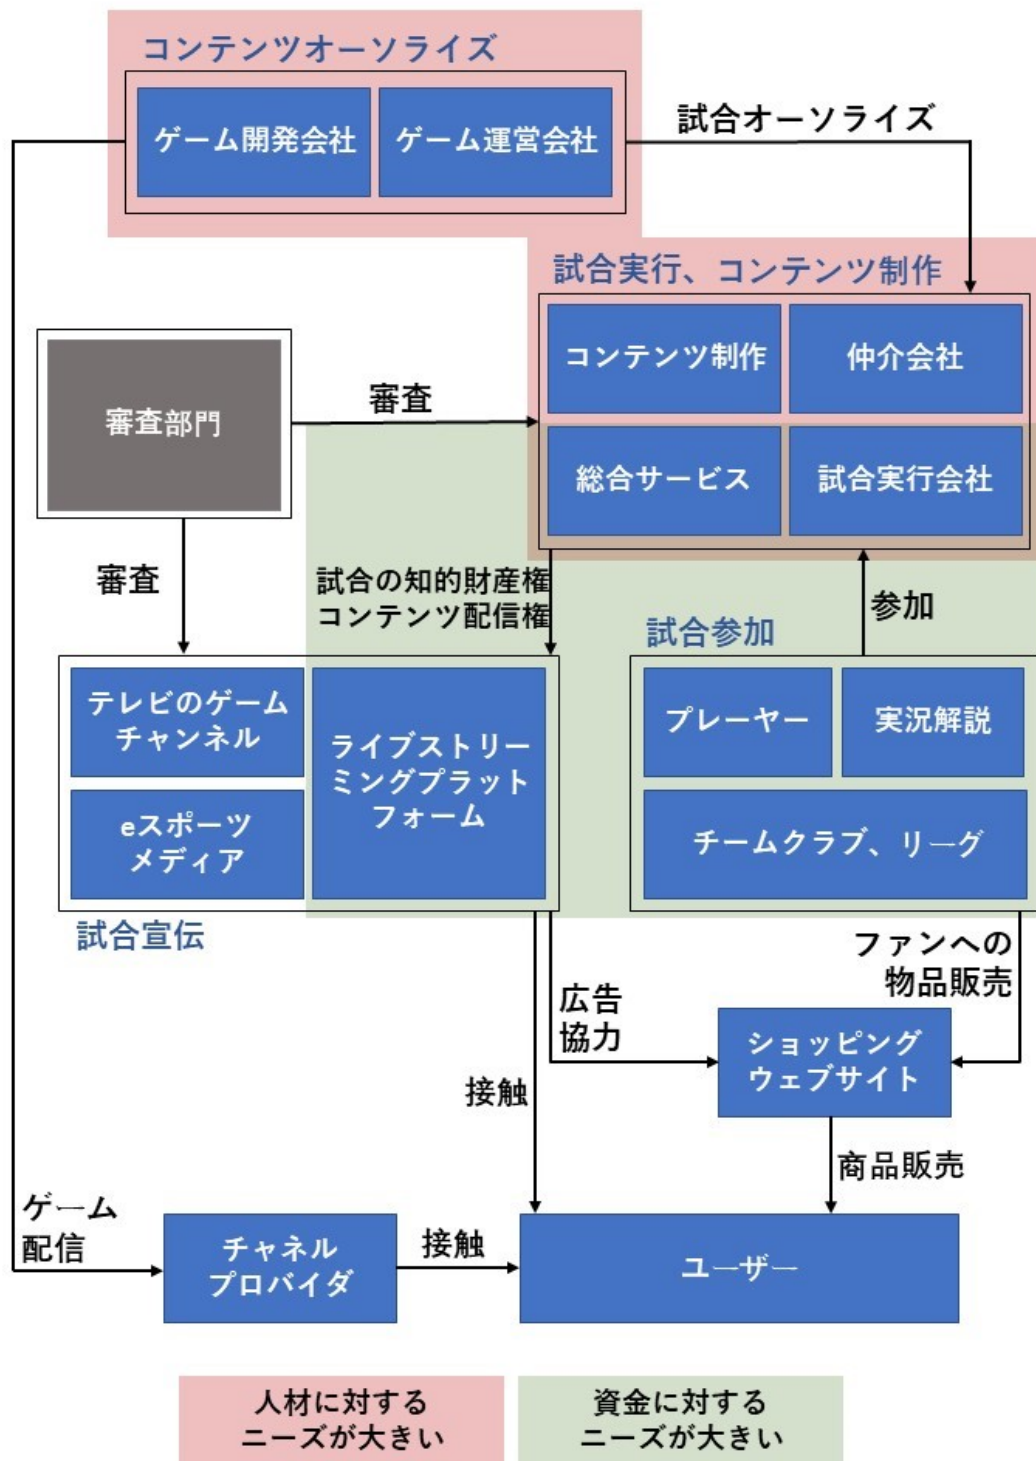 コンテンツオーソライズ
ゲーム開発会社
ゲーム運営会社
試合オーソライズ
試合実行、コンテンツ制作
コンテンツ制作
仲介会社
総合サービス
試合実行会社
審査部門
審査
審査
試合の知的財産権
コンテンツ配信権
参加
試合参加
プレーヤー
実況解説
チームクラブ、リーグ
テレビのゲーム
チャンネル
eスポーツ
メディア
ライブストリー
ミングプラット
フォーム
試合宣伝
ファンへの
物品販売
広告
協力
ショッピング
ウェブサイト
接触
商品販売
ゲーム
配信
チャネル
プロバイダ
接触
ユーザー
人材に対する
ニーズが大きい
資金に対する
ニーズが大きい